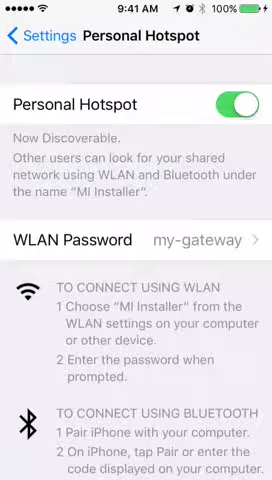 9:41 AM 100%
Settings Personal Hotspot
Personal Hotspot
Now Discoverable.
Other users can look for your shared
network using WLAN and Bluetooth under
the name “MI Installer”.
WLAN Password my-gateway
TO CONNECT USING WLAN
1 Choose “MI Installer” from the
WLAN settings on your computer
or other device.
2 Enter the password when
prompted.
TO CONNECT USING BLUETOOTH
1 Pair iPhone with your computer.
2 On iPhone, tap Pair or enter the
code displayed on your computer.